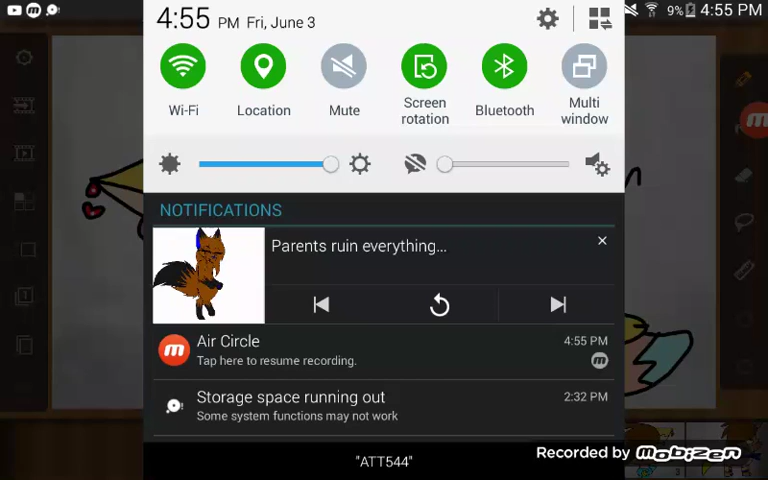 4:55 PM Fri, June 3
9% 4:55 PM
Wi-Fi
Location
Mute
Screen rotation
Bluetooth
Multi window
NOTIFICATIONS
Parents ruin everything...
Air Circle
4:55 PM
Tap here to resume recording.
Storage space running out
2:32 PM
Some system functions may not work
"ATT544"
Recorded by Mobizen